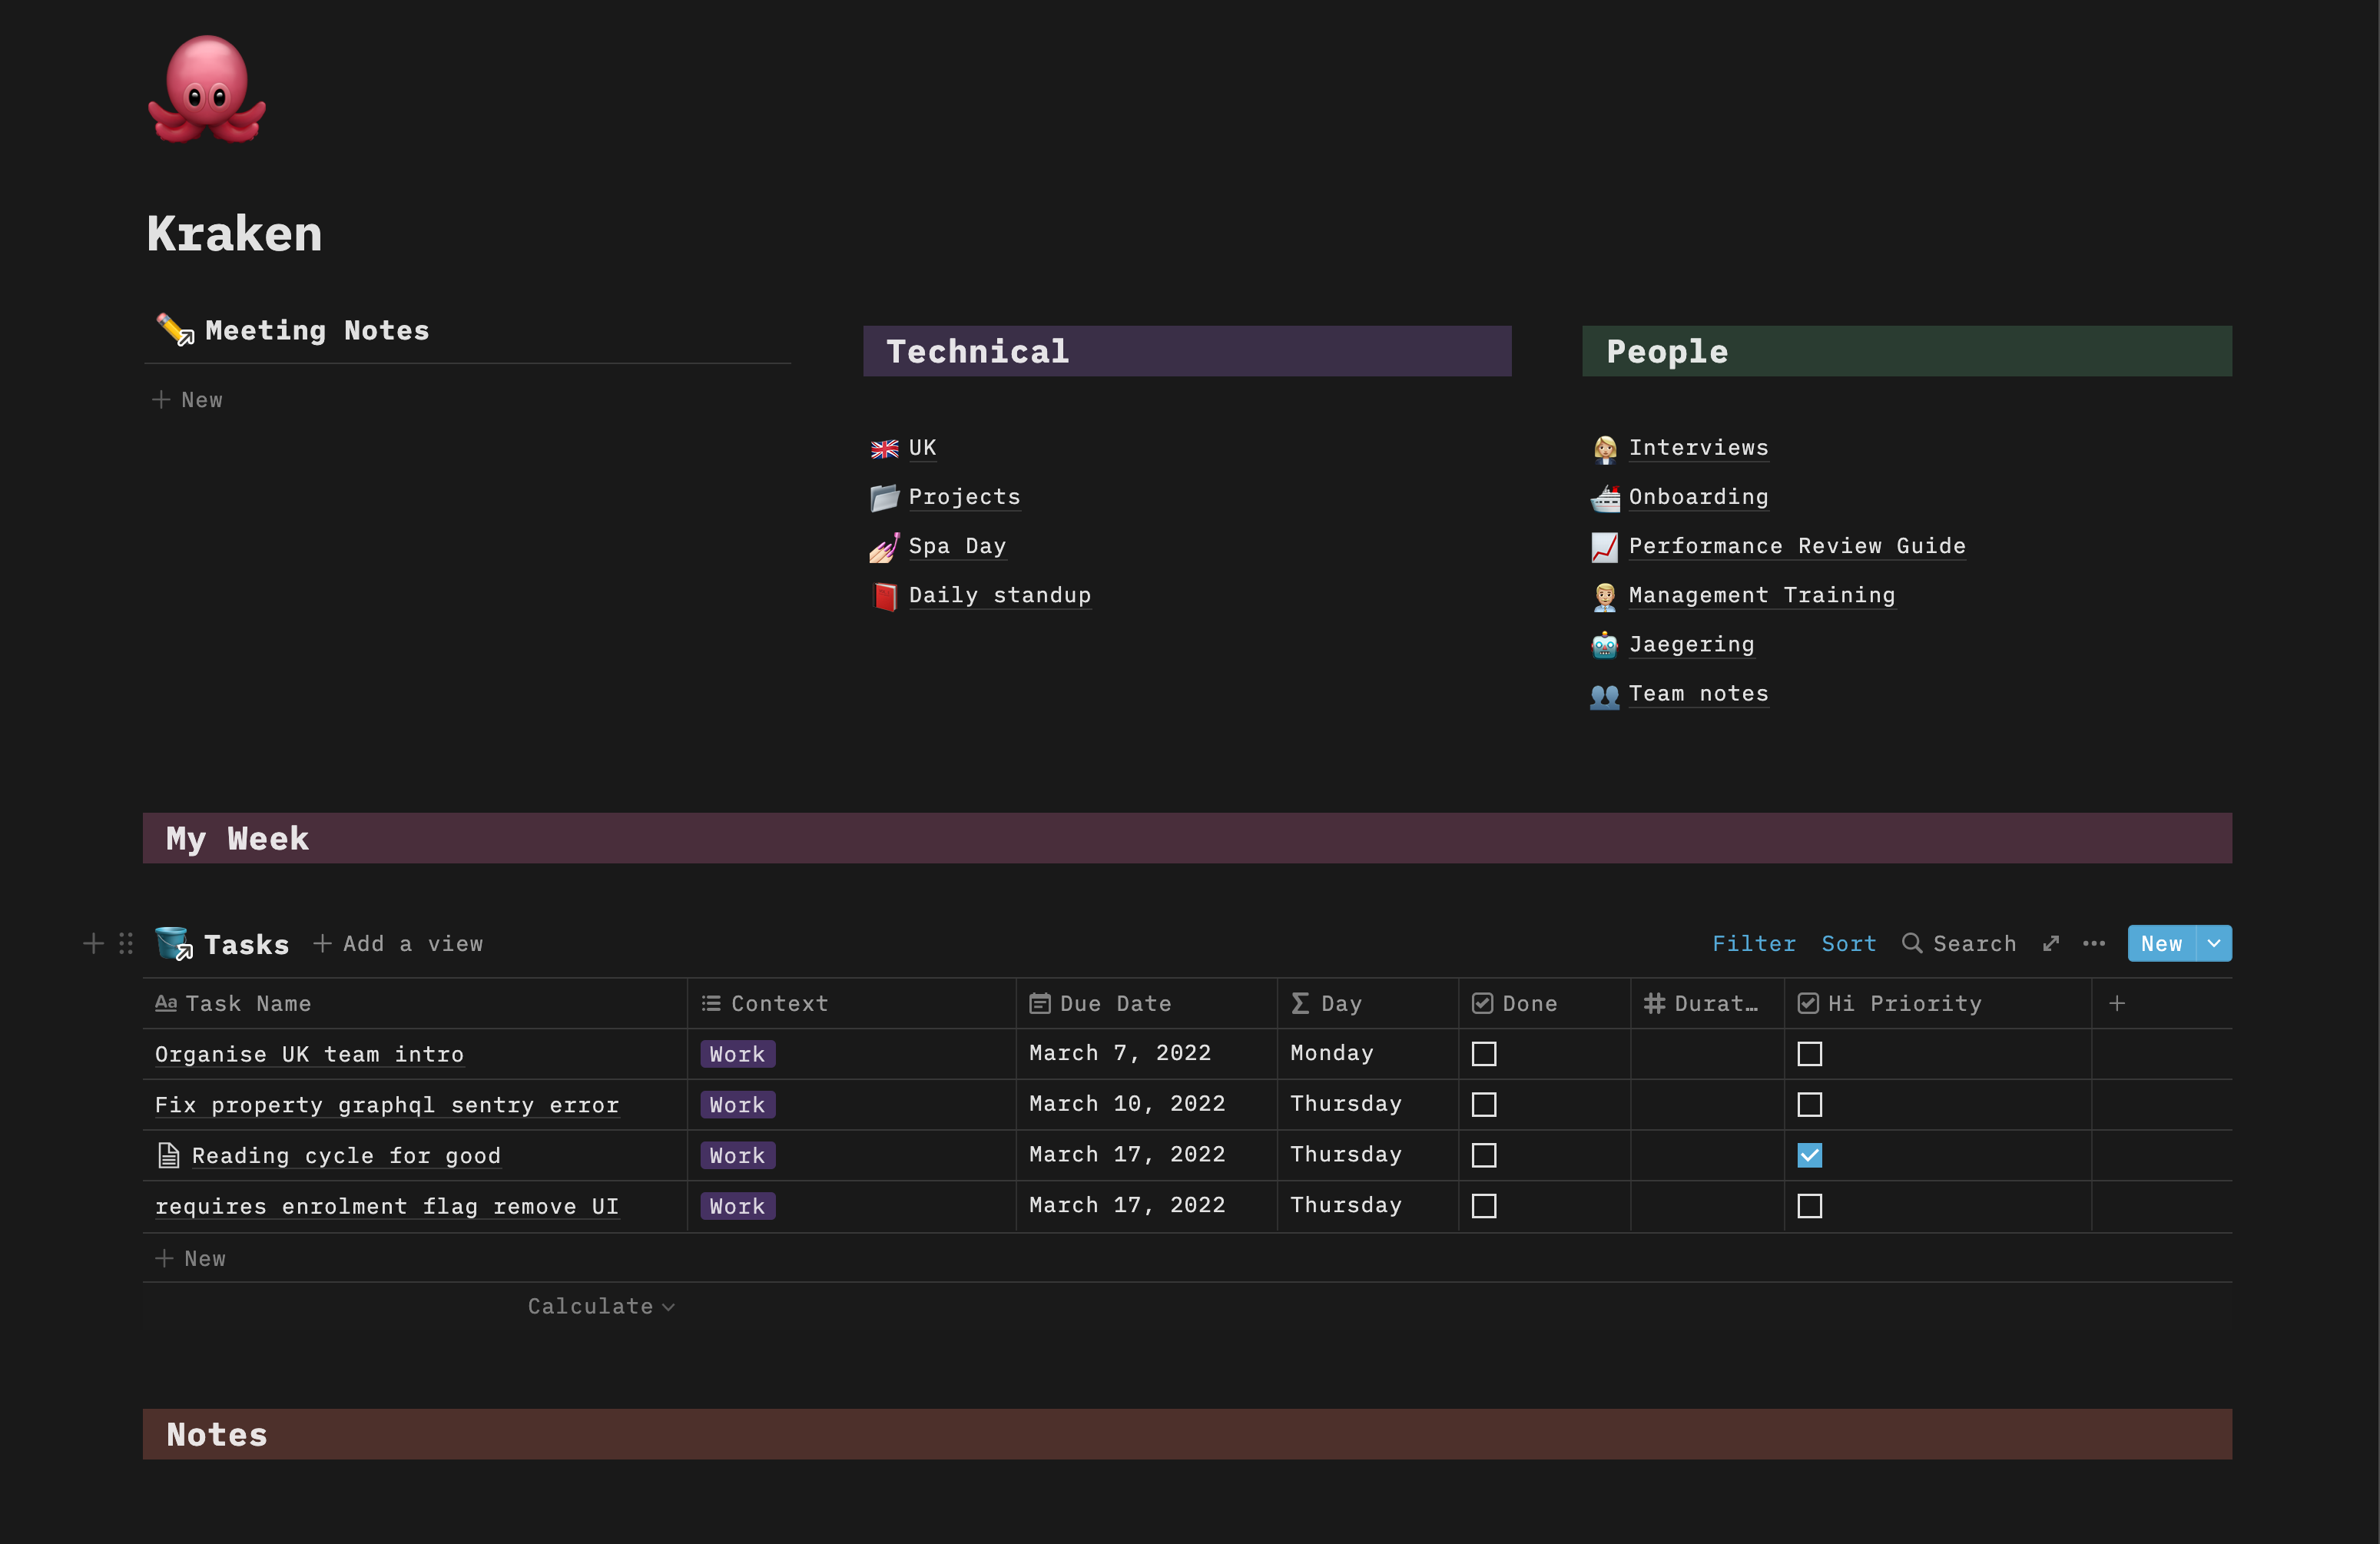 Kraken
Meeting Notes
New
Technical
UK
Projects
Spa Day
Daily standup
People
Interviews
Onboarding
Performance Review Guide
Management Training
Jaegering
Team notes
My Week
Tasks + Add a view Filter Sort Search New
Aa Task Name Context Due Date Σ Day Done # Durat… Hi Priority +
Organise UK team intro Work March 7, 2022 Monday
Fix property graphql sentry error Work March 10, 2022 Thursday
Reading cycle for good Work March 17, 2022 Thursday
requires enrolment flag remove UI Work March 17, 2022 Thursday
+ New
Calculate
Notes